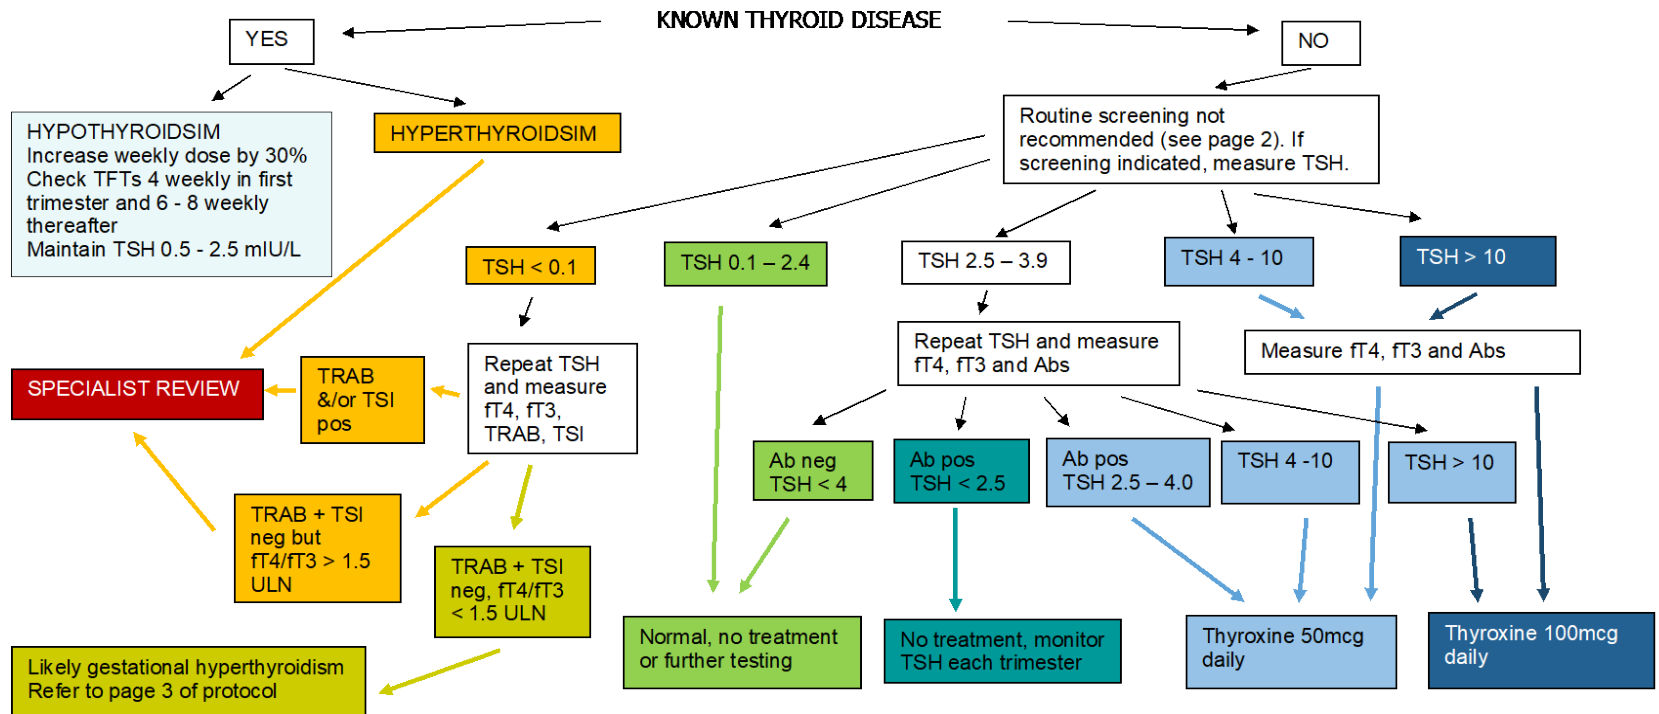 KNOWN THYROID DISEASE
YES
NO
HYPOTHYROIDSIM
Increase weekly dose by 30%
Check TFTs 4 weekly in first
trimester and 6 - 8 weekly
thereafter
Maintain TSH 0.5 - 2.5 mIU/L
HYPERTHYROIDSIM
Routine screening not
recommended (see page 2). If
screening indicated, measure TSH.
TSH < 0.1
TSH 0.1 – 2.4
TSH 2.5 – 3.9
TSH 4 - 10
TSH > 10
Repeat TSH and measure
fT4, fT3 and Abs
Measure fT4, fT3 and Abs
SPECIALIST REVIEW
TRAB
&/or TSI
pos
Repeat TSH
and measure
fT4, fT3,
TRAB, TSI
Ab neg
TSH < 4
Ab pos
TSH < 2.5
Ab pos
TSH 2.5 – 4.0
TSH 4 -10
TSH > 10
TRAB + TSI
neg but
fT4/fT3 > 1.5
ULN
TRAB + TSI
neg, fT4/fT3
< 1.5 ULN
Likely gestational hyperthyroidism
Refer to page 3 of protocol
Normal, no treatment
or further testing
No treatment, monitor
TSH each trimester
Thyroxine 50mcg
daily
Thyroxine 100mcg
daily